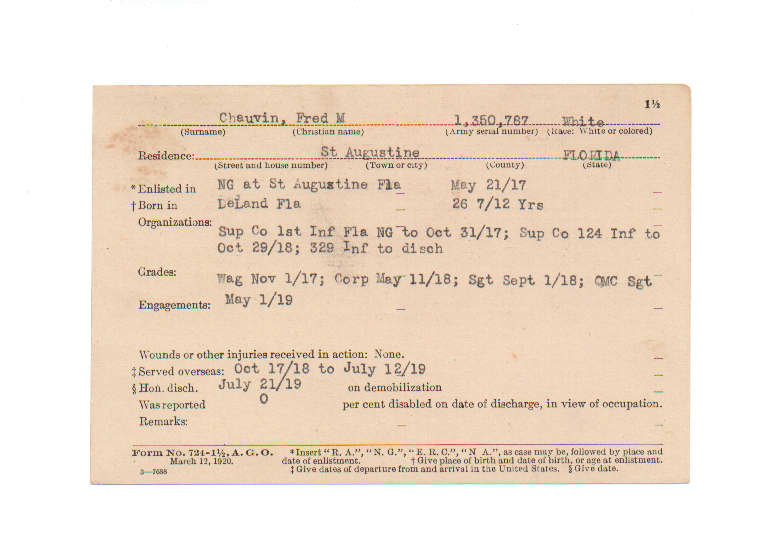 1½
Chauvin, Fred M 1,350,787 White
(Surname) (Christian name) (Army serial number) (Race: White or colored)
Residence: St Augustine FLORIDA
(Street and house number) (Town or city) (County) (State)
*Enlisted in NG at St Augustine Fla May 21/17
†Born in DeLand Fla 26 7/12 Yrs
Organizations: Sup Co 1st Inf Fla NG to Oct 31/17; Sup Co 124 Inf to
Oct 29/18; 329 Inf to disch
Grades: Wag Nov 1/17; Corp May 11/18; Sgt Sept 1/18; QMC Sgt
Engagements: May 1/19
Wounds or other injuries received in action: None.
‡Served overseas: Oct 17/18 to July 12/19
§Hon. disch. July 21/19 on demobilization
Was reported 0 per cent disabled on date of discharge, in view of occupation.
Remarks:
Form No. 724-1½, A. G. O. *Insert "R. A.", "N. G.", "E. R. C.", "N A.", as case may be, followed by place and
March 12, 1920. date of enlistment. †Give place of birth and date of birth, or age at enlistment.
3—7688 ‡Give dates of departure from and arrival in the United States. §Give date.